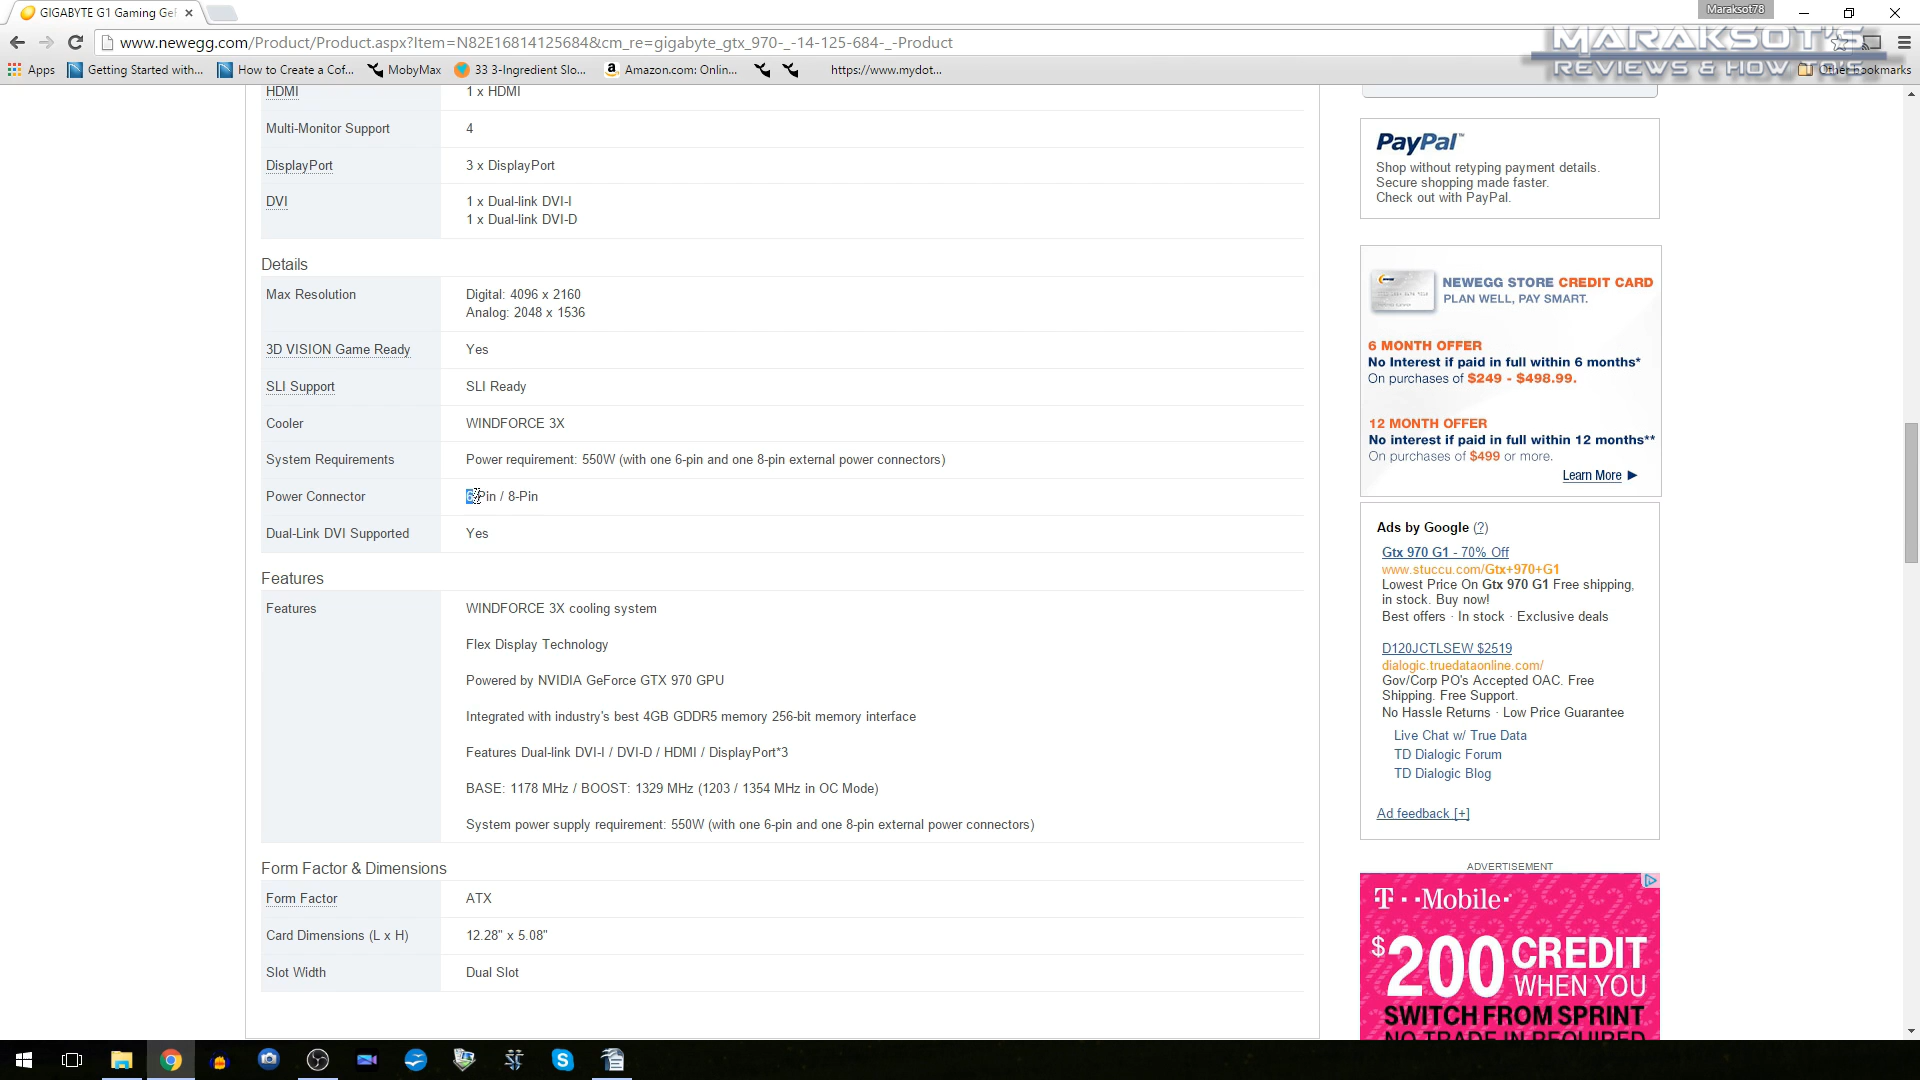 GIGABYTE G1 Gaming GeF
Maraksot78
www.newegg.com/Product/Product.aspx?Item=N82E16814125684&cm_re=gigabyte_gtx_970-_-14-125-684-_-Product
MARAKSOT'S
REVIEWS & HOW TO'S
Apps
Getting Started with...
How to Create a Cof...
MobyMax
33 3-Ingredient Slo...
Amazon.com: Onlin...
https://www.mydot...
Other bookmarks
HDMI 1 x HDMI
Multi-Monitor Support 4
DisplayPort 3 x DisplayPort
DVI 1 x Dual-link DVI-I
1 x Dual-link DVI-D
Details
Max Resolution Digital: 4096 x 2160
Analog: 2048 x 1536
3D VISION Game Ready Yes
SLI Support SLI Ready
Cooler WINDFORCE 3X
System Requirements Power requirement: 550W (with one 6-pin and one 8-pin external power connectors)
Power Connector 6-Pin / 8-Pin
Dual-Link DVI Supported Yes
Features
Features WINDFORCE 3X cooling system
Flex Display Technology
Powered by NVIDIA GeForce GTX 970 GPU
Integrated with industry's best 4GB GDDR5 memory 256-bit memory interface
Features Dual-link DVI-I / DVI-D / HDMI / DisplayPort*3
BASE: 1178 MHz / BOOST: 1329 MHz (1203 / 1354 MHz in OC Mode)
System power supply requirement: 550W (with one 6-pin and one 8-pin external power connectors)
Form Factor & Dimensions
Form Factor ATX
Card Dimensions (L x H) 12.28" x 5.08"
Slot Width Dual Slot
PayPal™
Shop without retyping payment details.
Secure shopping made faster.
Check out with PayPal.
NEWEGG STORE CREDIT CARD
PLAN WELL, PAY SMART.
6 MONTH OFFER
No Interest if paid in full within 6 months*
On purchases of $249 - $498.99.
12 MONTH OFFER
No interest if paid in full within 12 months**
On purchases of $499 or more.
Learn More ▶
Ads by Google (?)
Gtx 970 G1 - 70% Off
www.stuccu.com/Gtx+970+G1
Lowest Price On Gtx 970 G1 Free shipping,
in stock. Buy now!
Best offers · In stock · Exclusive deals
D120JCTLSEW $2519
dialogic.truedataonline.com/
Gov/Corp PO's Accepted OAC. Free
Shipping. Free Support.
No Hassle Returns · Low Price Guarantee
Live Chat w/ True Data
TD Dialogic Forum
TD Dialogic Blog
Ad feedback [+]
ADVERTISEMENT
T··Mobile·
$200 CREDIT
WHEN YOU
SWITCH FROM SPRINT
NO TRADE-IN REQUIRED